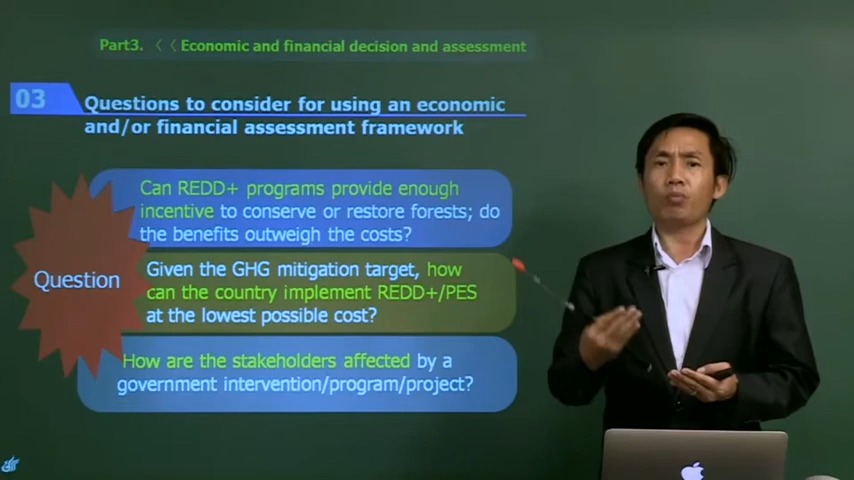 Part3. 〈〈 Economic and financial decision and assessment
03
Questions to consider for using an economic
and/or financial assessment framework
Question
Can REDD+ programs provide enough
incentive to conserve or restore forests; do
the benefits outweigh the costs?
Given the GHG mitigation target, how
can the country implement REDD+/PES
at the lowest possible cost?
How are the stakeholders affected by a
government intervention/program/project?